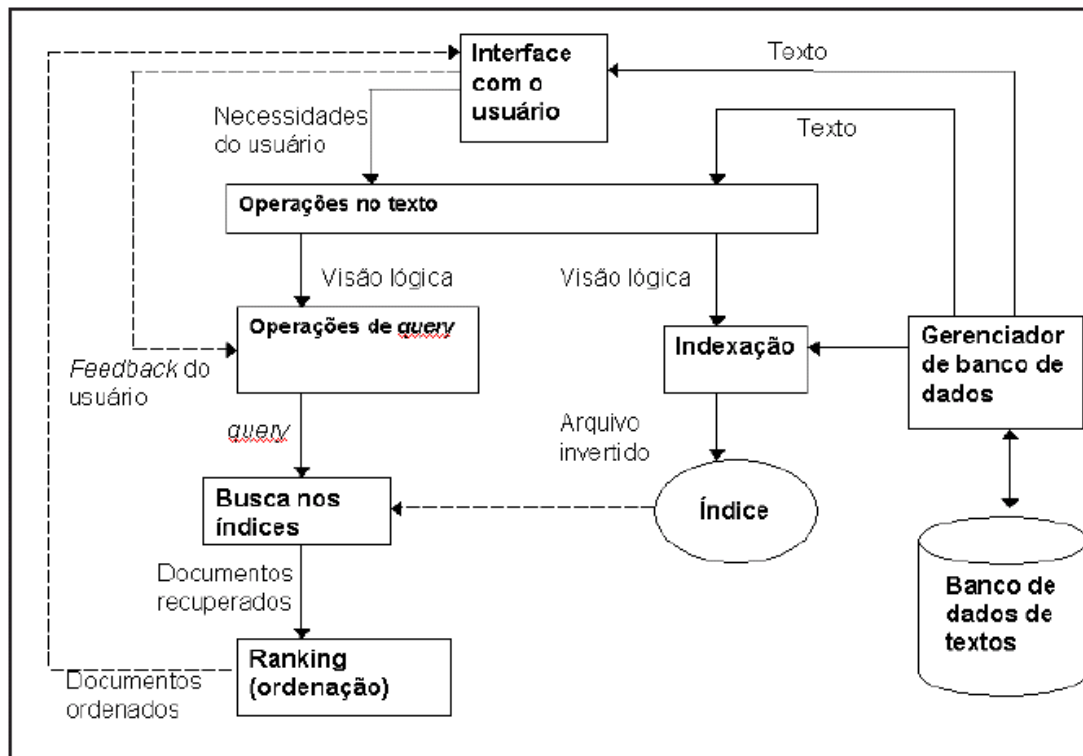 Interface
com o
usuário
Texto
Necessidades
do usuário
Texto
Operações no texto
Visão lógica
Visão lógica
Operações de query
Indexação
Gerenciador
de banco de
dados
Feedback do
usuário
query
Arquivo
invertido
Busca nos
índices
Índice
Documentos
recuperados
Banco de
dados de
textos
Ranking
(ordenação)
Documentos
ordenados